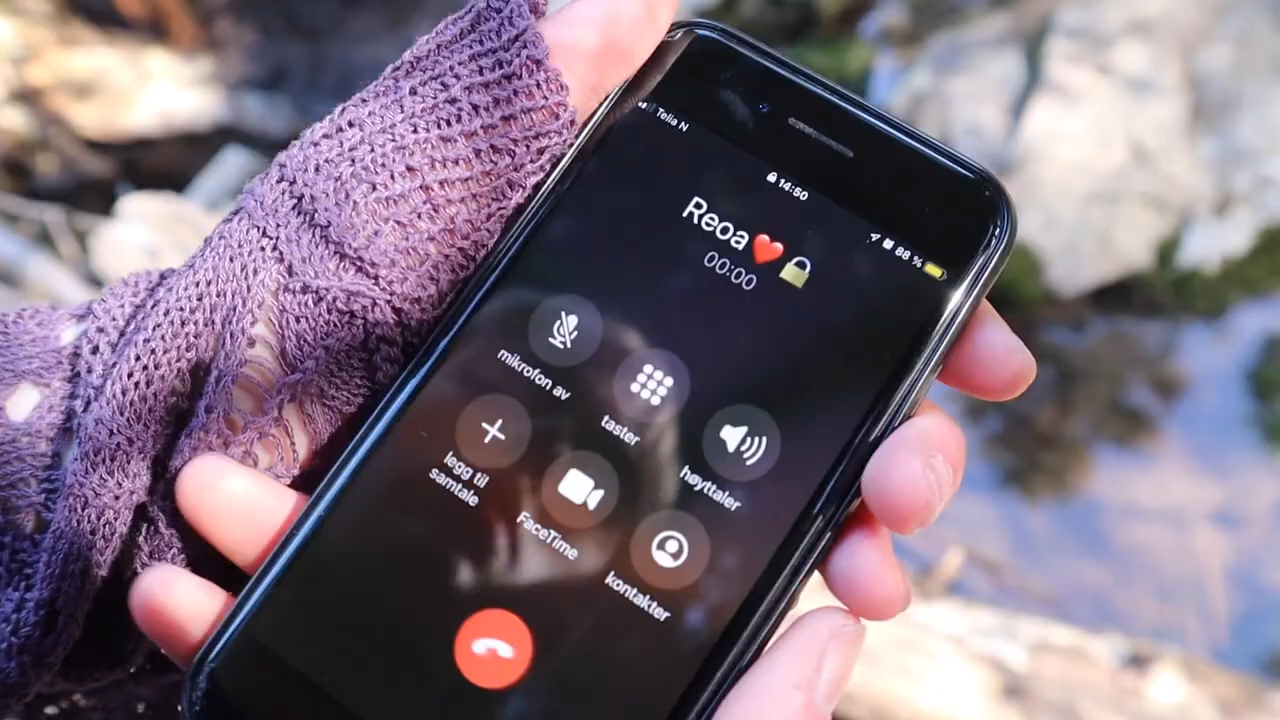 Telia N
14:50
88 %
Reoa❤️🔒
00:00
mikrofon av
taster
høyttaler
legg til
samtale
FaceTime
kontakter